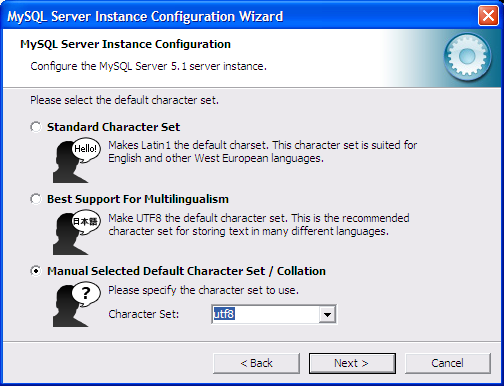 MySQL Server Instance Configuration Wizard
MySQL Server Instance Configuration
Configure the MySQL Server 5.1 server instance.
Please select the default character set.
Standard Character Set
Hello!
Makes Latin1 the default charset. This character set is suited for
English and other West European languages.
Best Support For Multilingualism
日本語
Make UTF8 the default character set. This is the recommended
character set for storing text in many different languages.
Manual Selected Default Character Set / Collation
?
Please specify the character set to use.
Character Set: utf8
< Back Next > Cancel